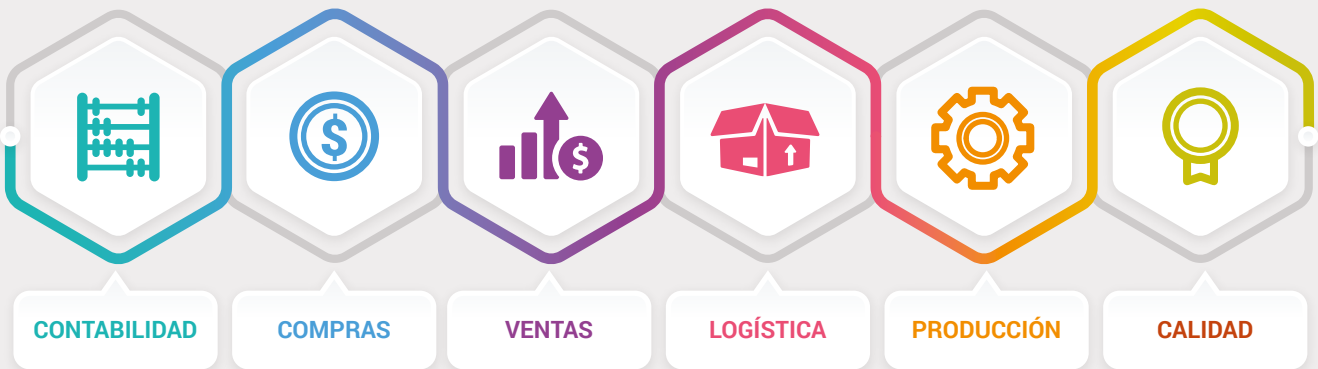 $
$
CONTABILIDAD
COMPRAS
VENTAS
LOGÍSTICA
PRODUCCIÓN
CALIDAD